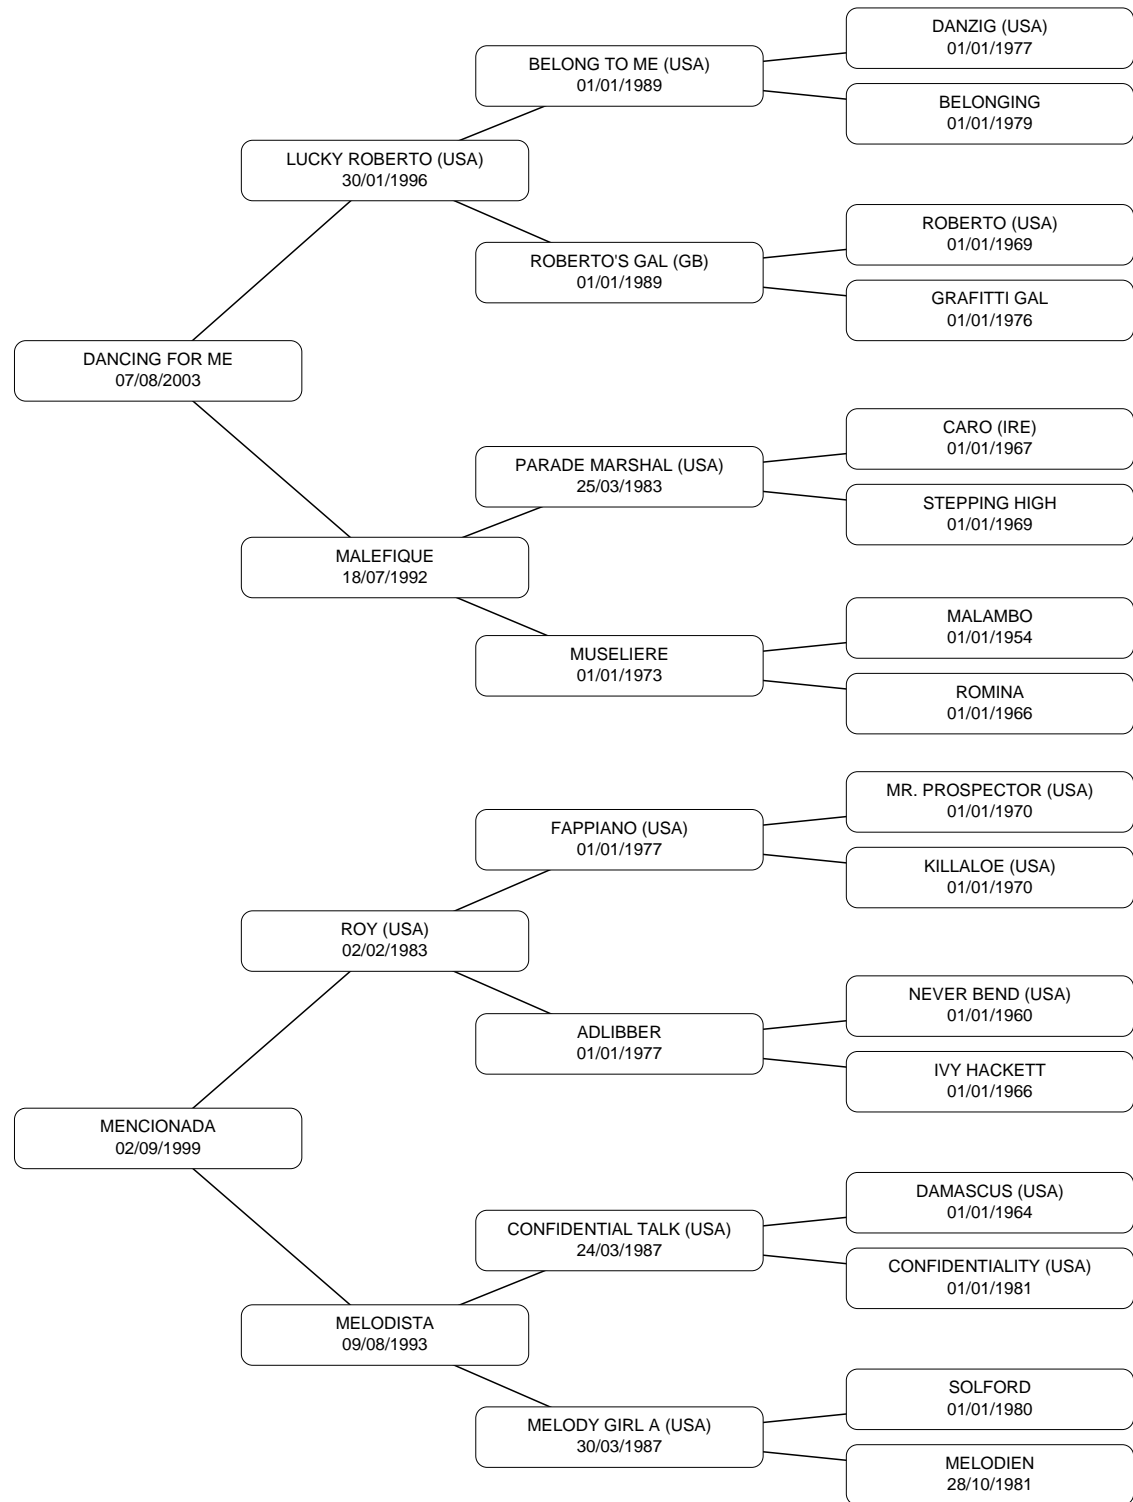 DANZIG (USA)
01/01/1977
BELONG TO ME (USA)
01/01/1989
BELONGING
01/01/1979
LUCKY ROBERTO (USA)
30/01/1996
ROBERTO (USA)
01/01/1969
ROBERTO'S GAL (GB)
01/01/1989
GRAFITTI GAL
01/01/1976
DANCING FOR ME
07/08/2003
CARO (IRE)
01/01/1967
PARADE MARSHAL (USA)
25/03/1983
STEPPING HIGH
01/01/1969
MALEFIQUE
18/07/1992
MALAMBO
01/01/1954
MUSELIERE
01/01/1973
ROMINA
01/01/1966
MR. PROSPECTOR (USA)
01/01/1970
FAPPIANO (USA)
01/01/1977
KILLALOE (USA)
01/01/1970
ROY (USA)
02/02/1983
NEVER BEND (USA)
01/01/1960
ADLIBBER
01/01/1977
IVY HACKETT
01/01/1966
MENCIONADA
02/09/1999
DAMASCUS (USA)
01/01/1964
CONFIDENTIAL TALK (USA)
24/03/1987
CONFIDENTIALITY (USA)
01/01/1981
MELODISTA
09/08/1993
SOLFORD
01/01/1980
MELODY GIRL A (USA)
30/03/1987
MELODIEN
28/10/1981